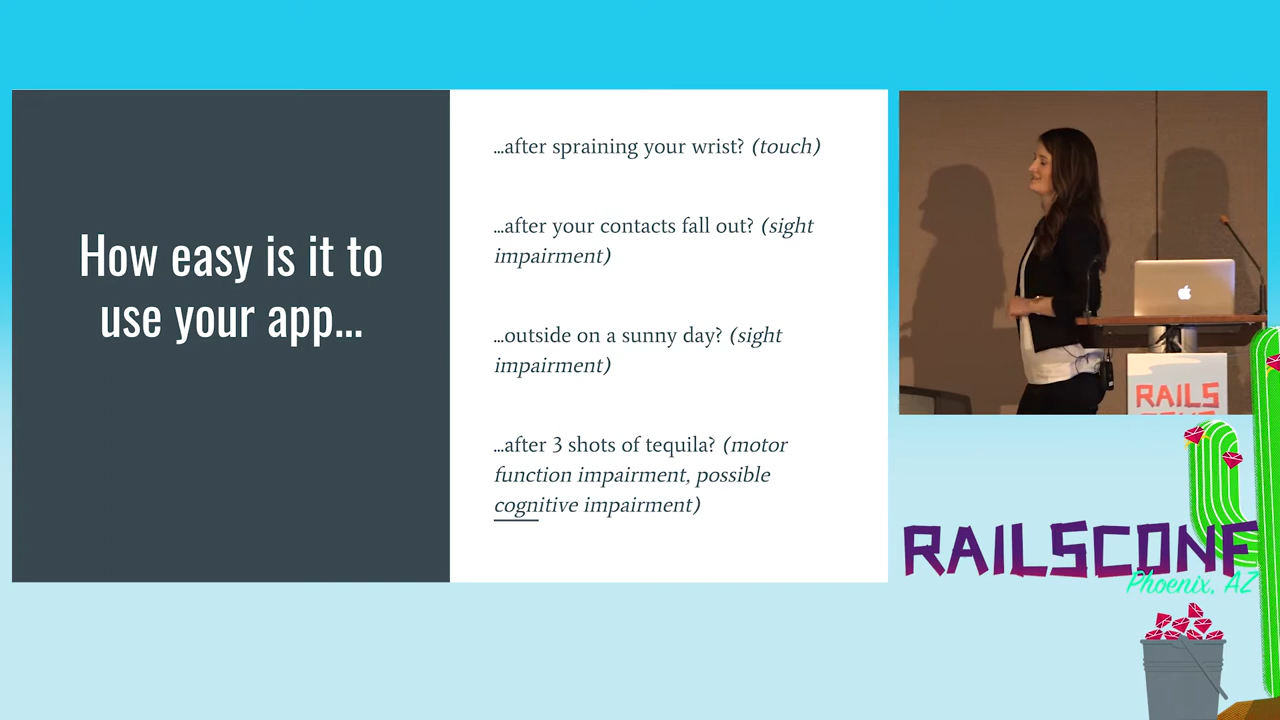 How easy is it to
use your app...
...after spraining your wrist? (touch)
...after your contacts fall out? (sight
impairment)
...outside on a sunny day? (sight
impairment)
...after 3 shots of tequila? (motor
function impairment, possible
cognitive impairment)
RAILS
RAILSCONF
Phoenix, AZ